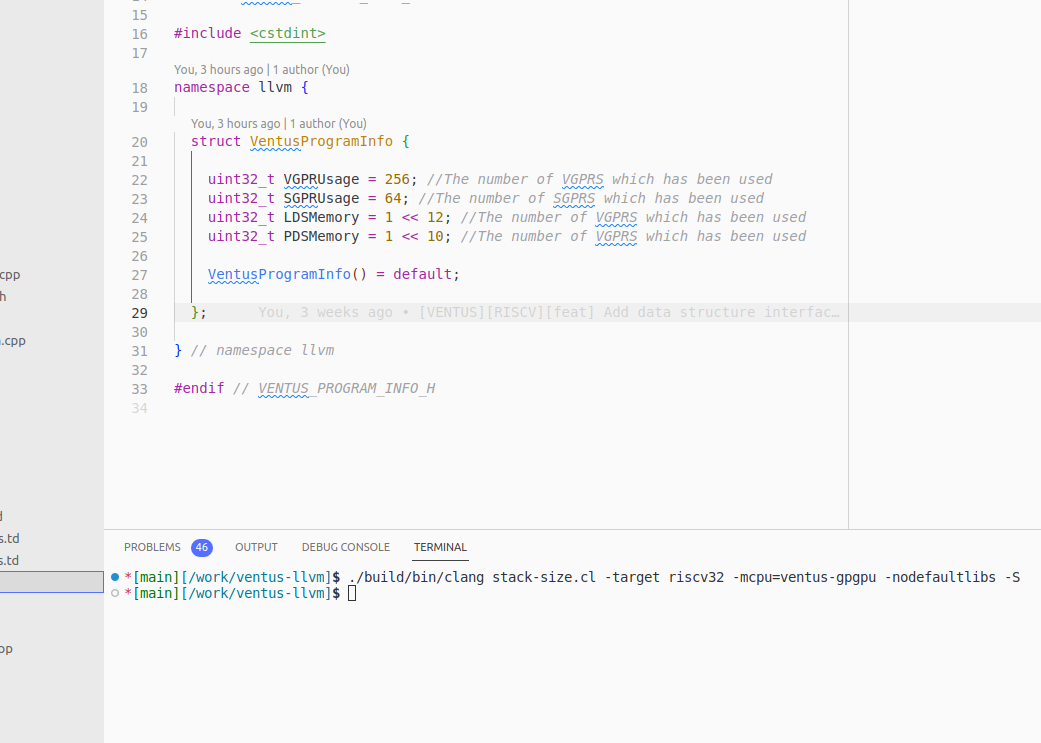 15
16 #include <cstdint>
17
You, 3 hours ago | 1 author (You)
18 namespace llvm {
19
You, 3 hours ago | 1 author (You)
20 struct VentusProgramInfo {
21
22 uint32_t VGPRUsage = 256; //The number of VGPRS which has been used
23 uint32_t SGPRUsage = 64; //The number of SGPRS which has been used
24 uint32_t LDSMemory = 1 << 12; //The number of VGPRS which has been used
25 uint32_t PDSMemory = 1 << 10; //The number of VGPRS which has been used
26
27 VentusProgramInfo() = default;
28
29 }; You, 3 weeks ago • [VENTUS][RISCV][feat] Add data structure interfac…
30
31 } // namespace llvm
32
33 #endif // VENTUS_PROGRAM_INFO_H
34
cpp
h
.cpp
s.td
s.td
pp
PROBLEMS 46 OUTPUT DEBUG CONSOLE TERMINAL
*[main][/work/ventus-llvm]$ ./build/bin/clang stack-size.cl -target riscv32 -mcpu=ventus-gpgpu -nodefaultlibs -S
*[main][/work/ventus-llvm]$